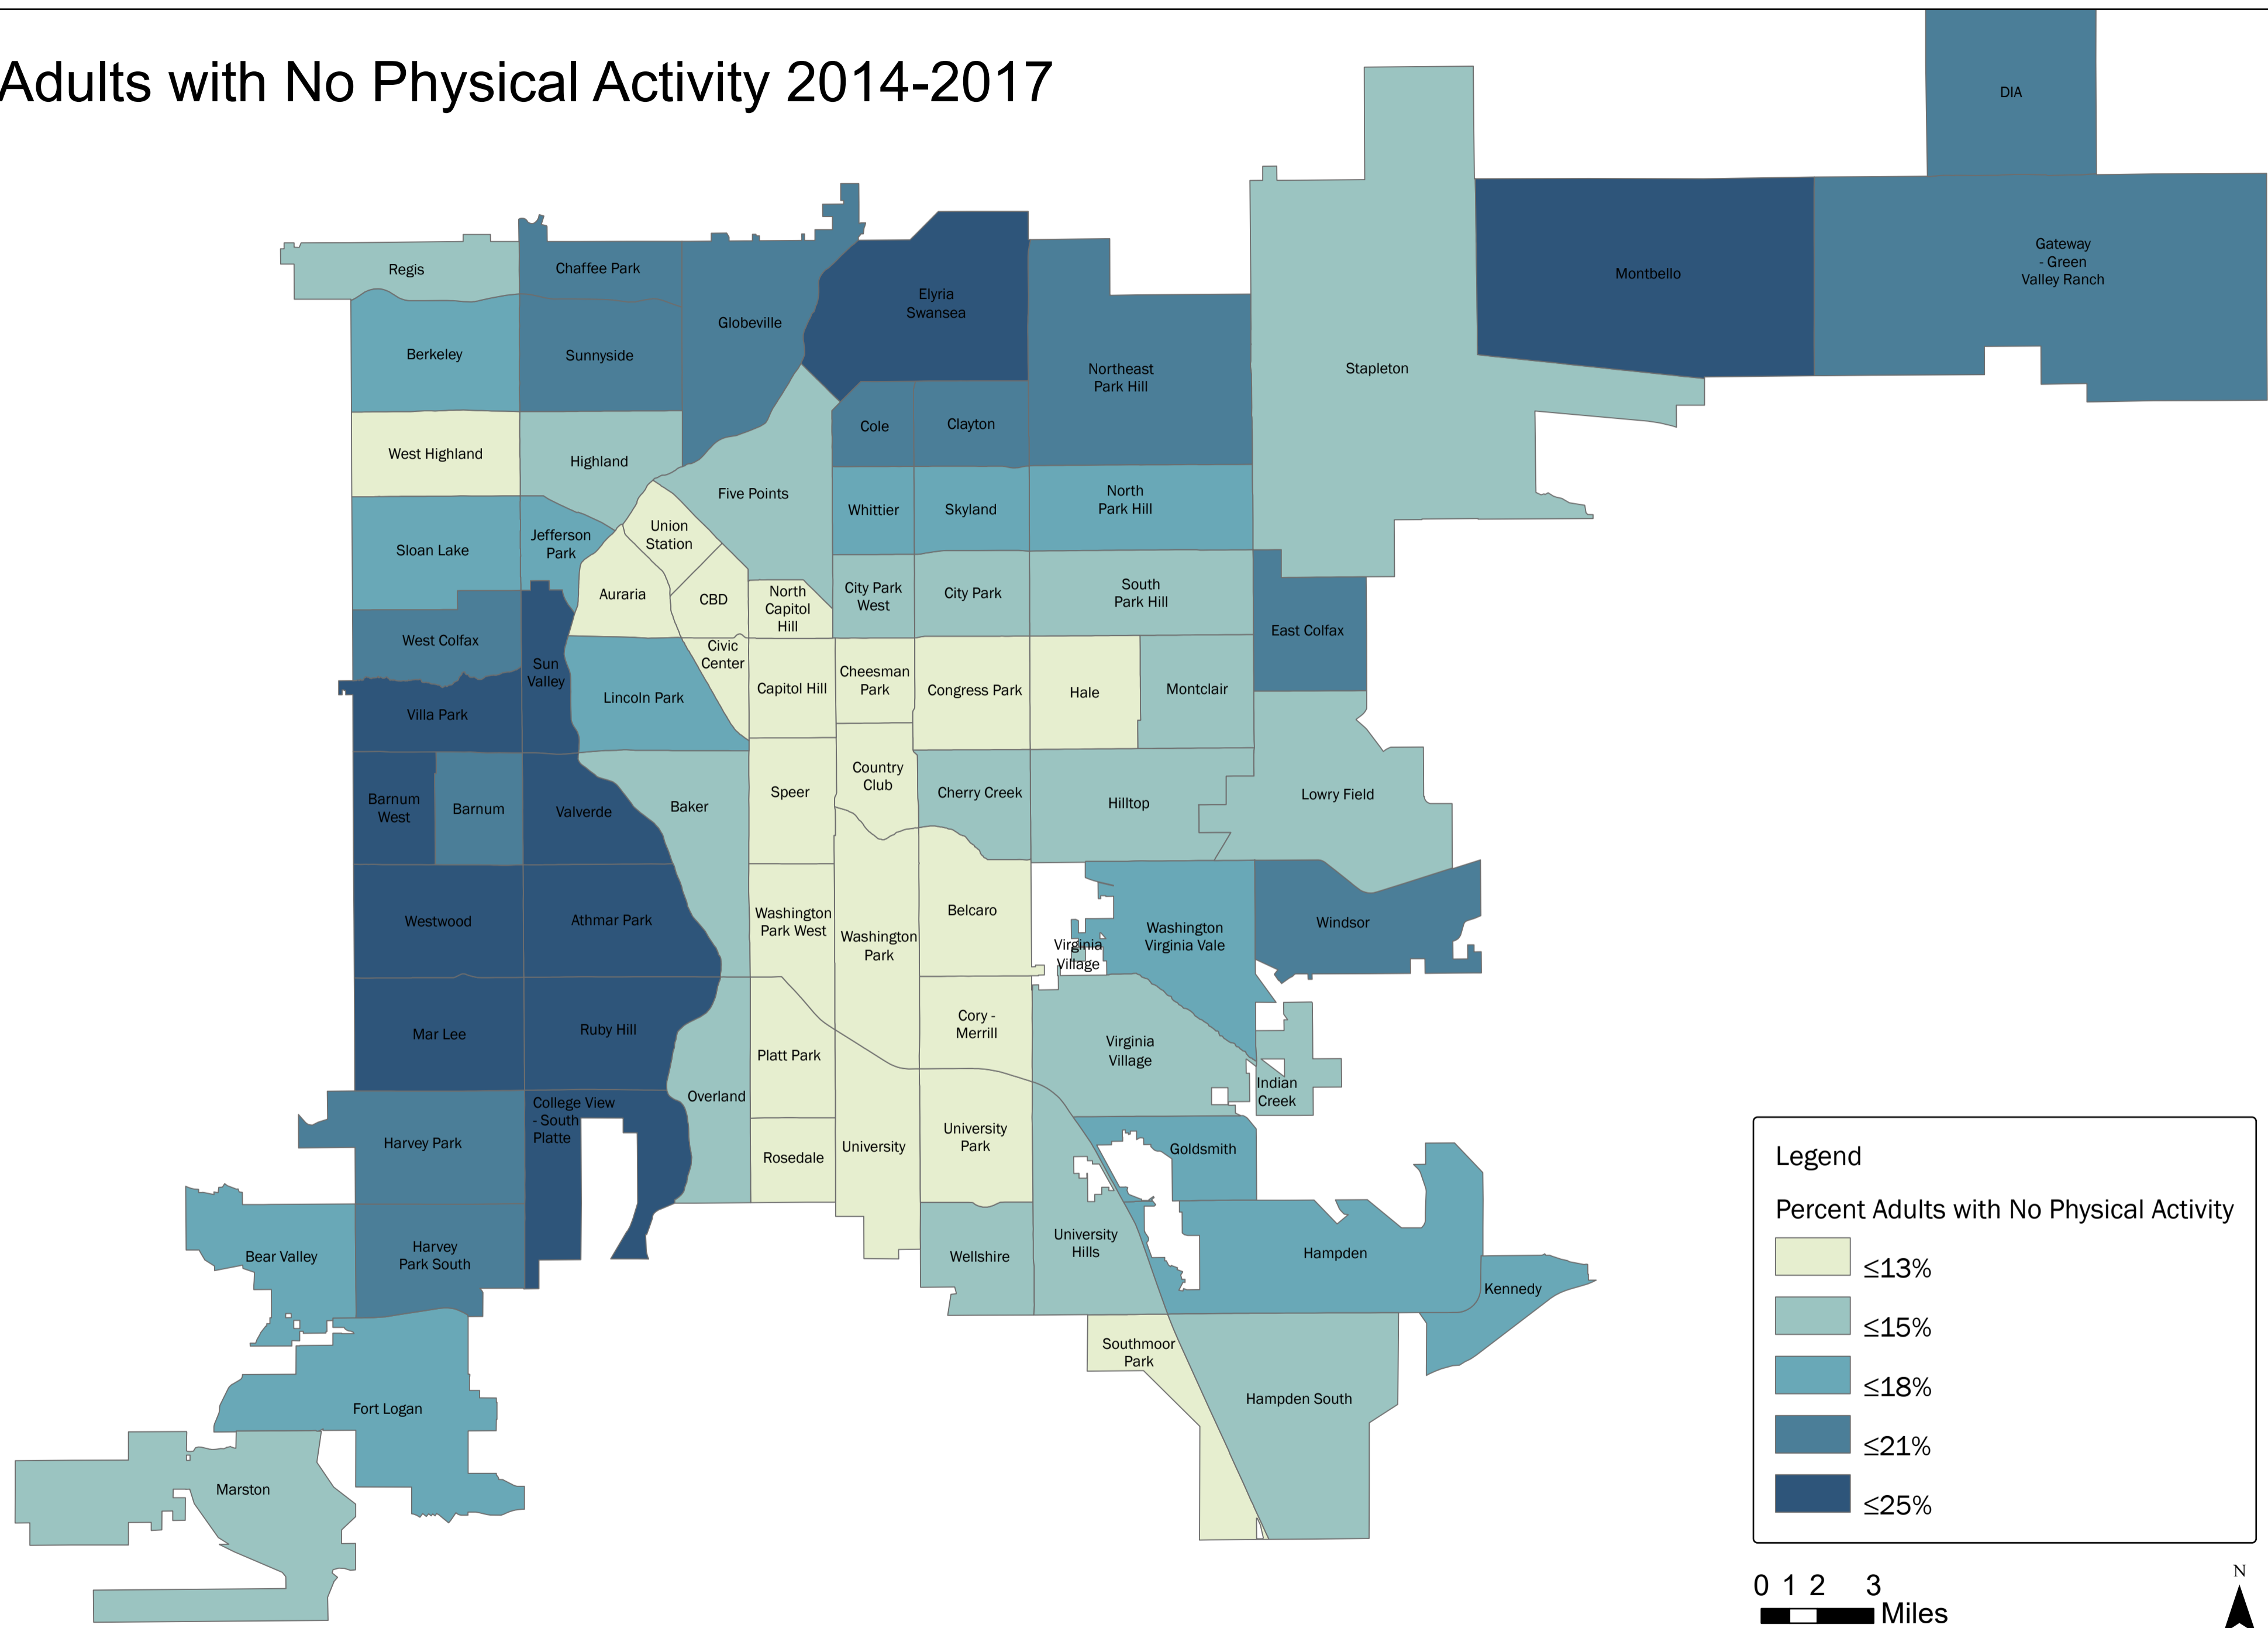 Adults with No Physical Activity 2014-2017
DIA
Gateway
- Green
Valley Ranch
Montbello
Regis
Chaffee Park
Globeville
Elyria
Swansea
Berkeley
Sunnyside
Northeast
Park Hill
Stapleton
Cole
Clayton
West Highland
Highland
Five Points
Whittier
Skyland
North
Park Hill
Union
Station
Jefferson
Park
Sloan Lake
Auraria
CBD
North
Capitol
Hill
City Park
West
City Park
South
Park Hill
East Colfax
West Colfax
Sun
Valley
Civic
Center
Lincoln Park
Capitol Hill
Cheesman
Park
Congress Park
Hale
Montclair
Villa Park
Barnum
West
Barnum
Valverde
Baker
Speer
Country
Club
Cherry Creek
Hilltop
Lowry Field
Westwood
Athmar Park
Washington
Park West
Washington
Park
Belcaro
Virginia
Village
Washington
Virginia Vale
Windsor
Mar Lee
Ruby Hill
Platt Park
Cory -
Merrill
Virginia
Village
Indian
Creek
Overland
College View
- South
Platte
Harvey Park
Rosedale
University
University
Park
Goldsmith
Bear Valley
Harvey
Park South
Wellshire
University
Hills
Hampden
Kennedy
Southmoor
Park
Hampden South
Fort Logan
Marston
Legend
Percent Adults with No Physical Activity
≤13%
≤15%
≤18%
≤21%
≤25%
0 1 2 3
Miles
N